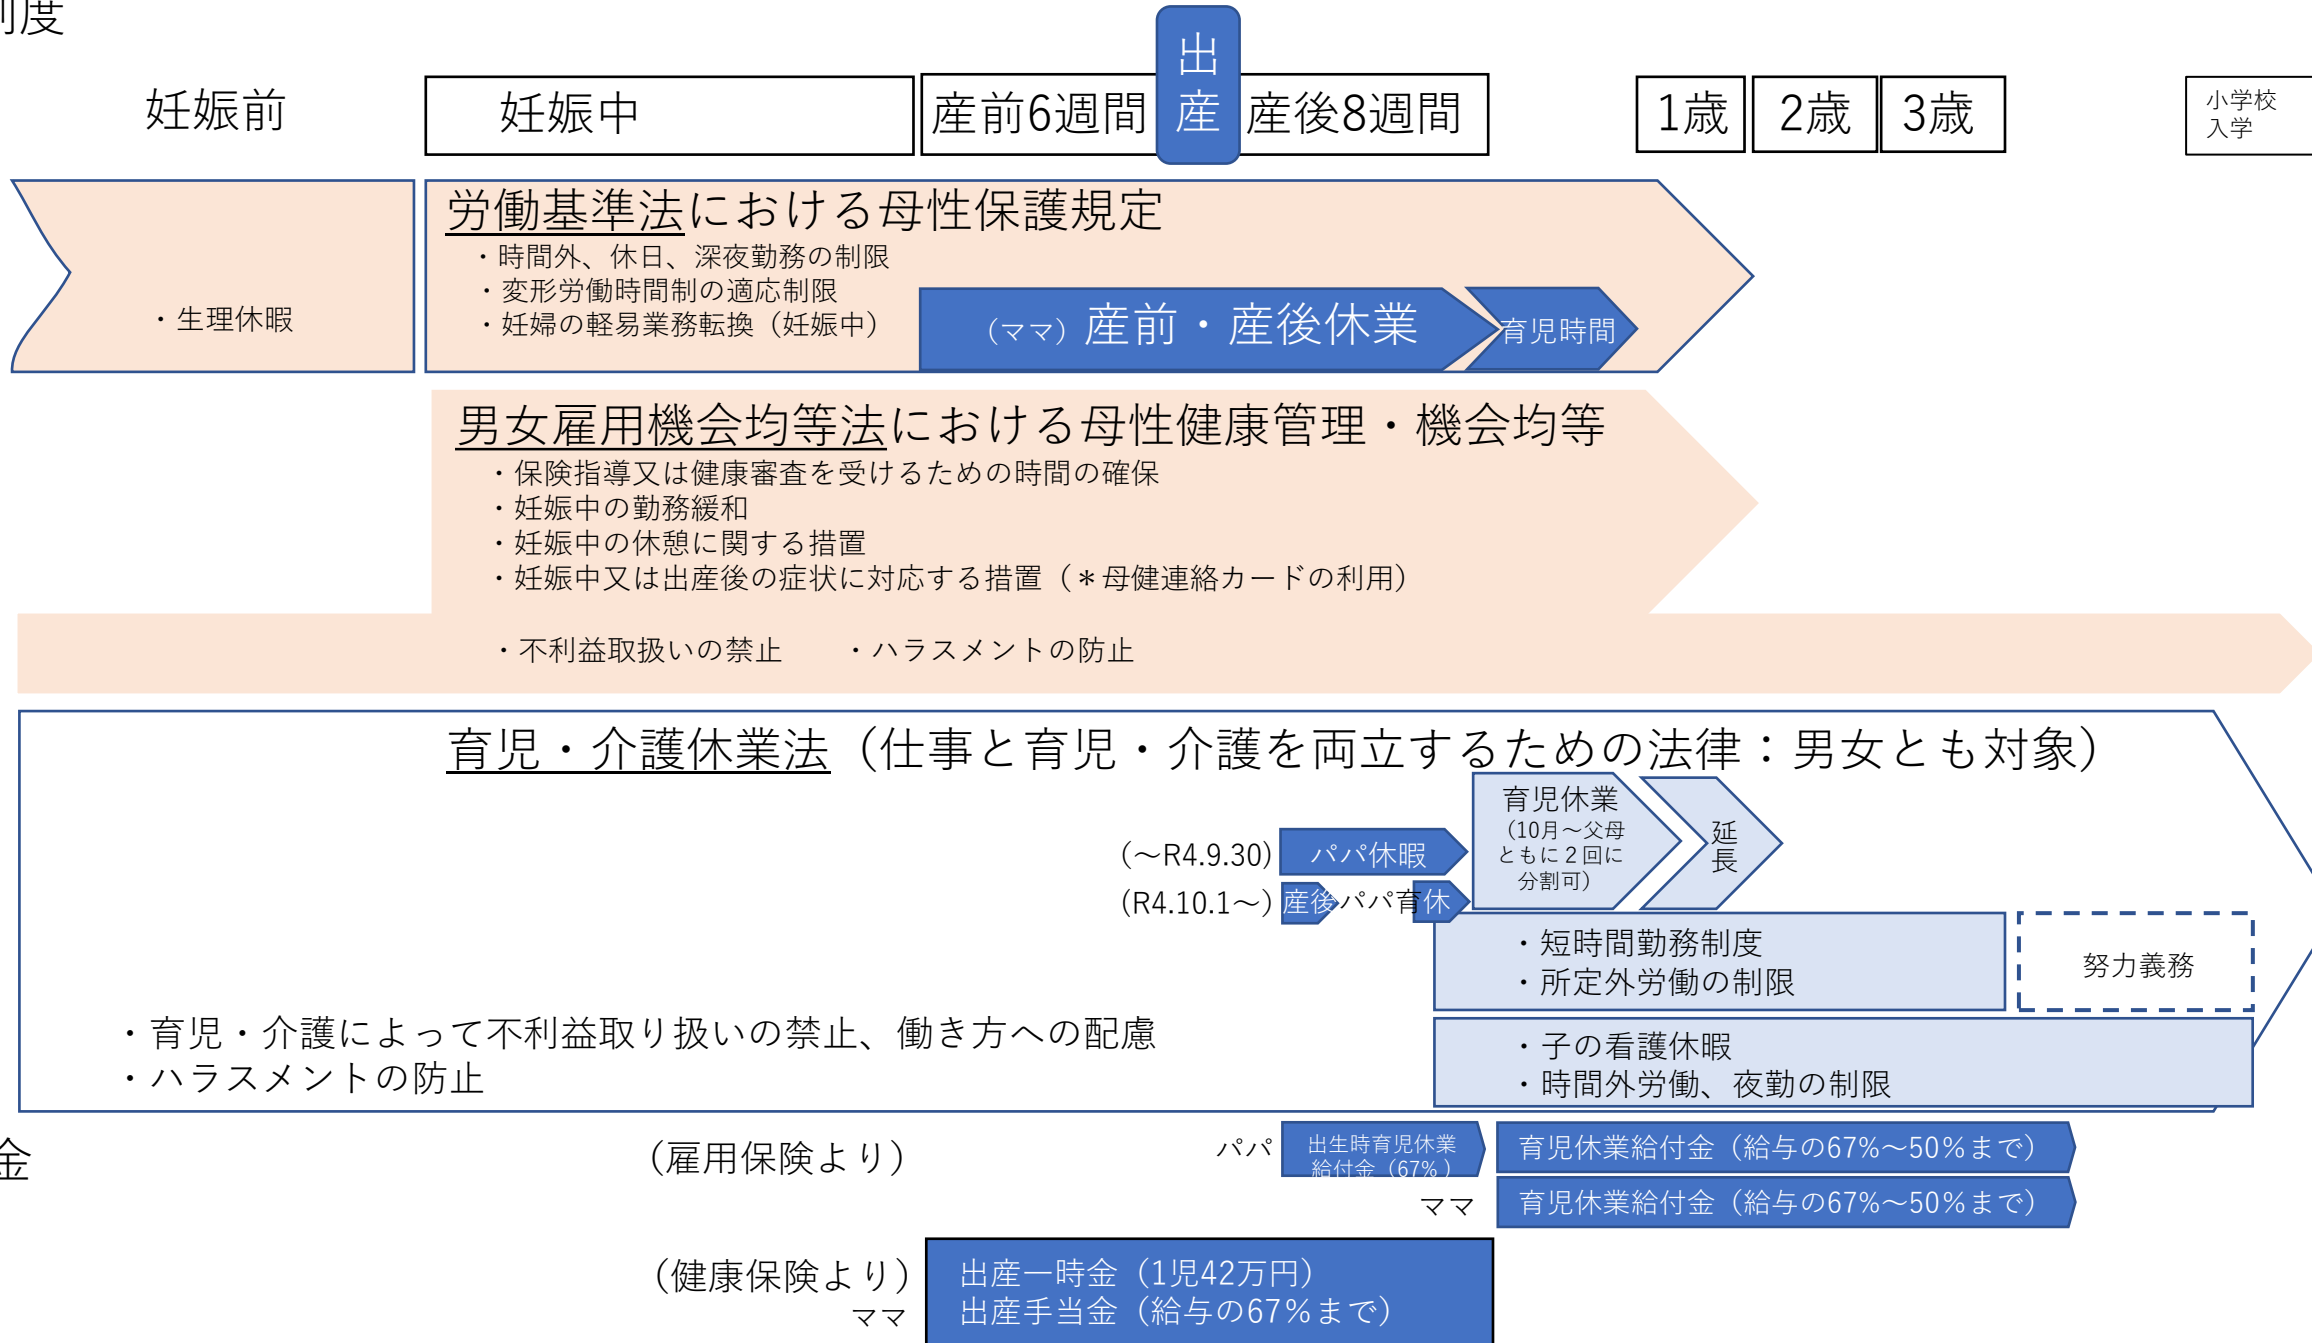 制度
妊娠前
妊娠中
産前6週間
出産
産後8週間
1歳
2歳
3歳
小学校
入学
労働基準法における母性保護規定
・時間外、休日、深夜勤務の制限
・変形労働時間制の適応制限
・妊婦の軽易業務転換（妊娠中）
・生理休暇
（ママ）産前・産後休業
育児時間
男女雇用機会均等法における母性健康管理・機会均等
・保険指導又は健康審査を受けるための時間の確保
・妊娠中の勤務緩和
・妊娠中の休憩に関する措置
・妊娠中又は出産後の症状に対応する措置（＊母健連絡カードの利用）
・不利益取扱いの禁止　　・ハラスメントの防止
育児・介護休業法（仕事と育児・介護を両立するための法律：男女とも対象）
育児休業
（10月～父母
ともに２回に
分割可）
延長
（～R4.9.30）
パパ休暇
（R4.10.1～）
産後パパ育休
・短時間勤務制度
・所定外労働の制限
努力義務
・育児・介護によって不利益取り扱いの禁止、働き方への配慮
・ハラスメントの防止
・子の看護休暇
・時間外労働、夜勤の制限
金
（雇用保険より）
パパ
出生時育児休業
給付金（67%）
育児休業給付金（給与の67%～50%まで）
ママ
育児休業給付金（給与の67%～50%まで）
（健康保険より）
ママ
出産一時金（1児42万円）
出産手当金（給与の67%まで）